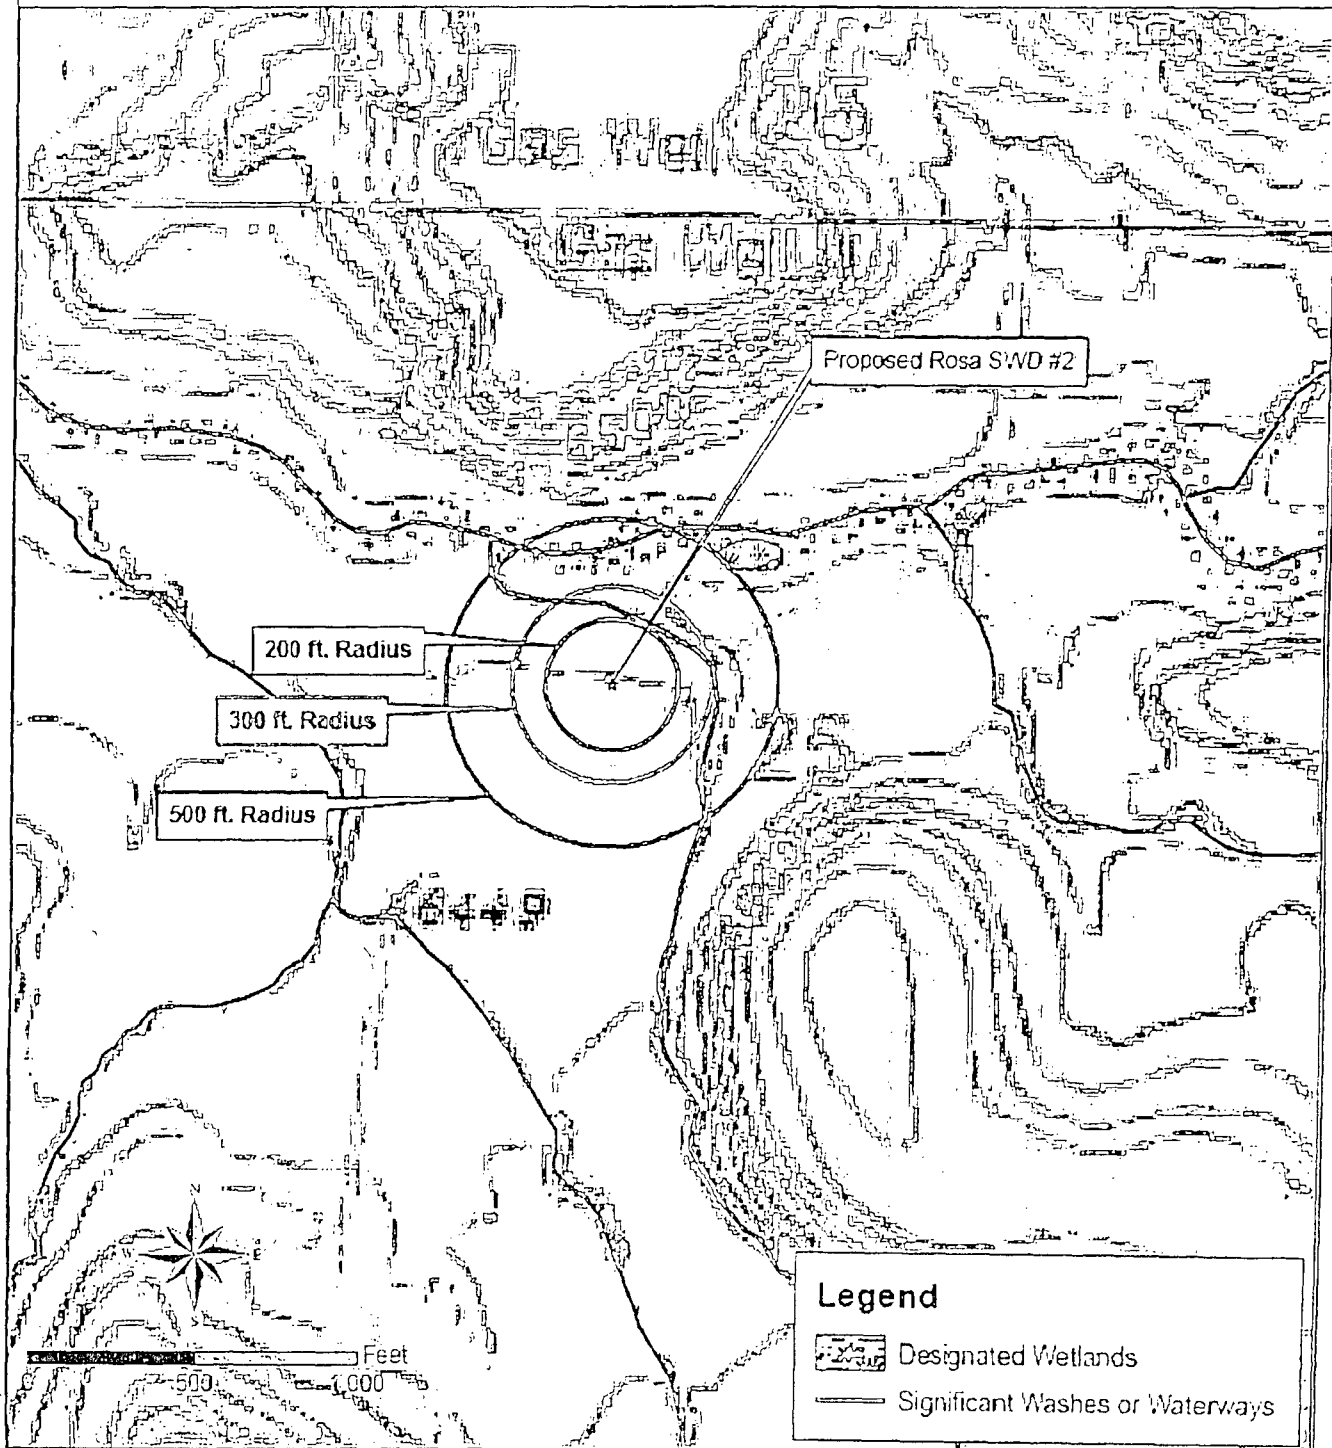 Proposed Rosa SWD #2
200 ft. Radius
300 ft. Radius
500 ft. Radius
N
W E
S
Feet
0 500 1,000
Legend
Designated Wetlands
Significant Washes or Waterways